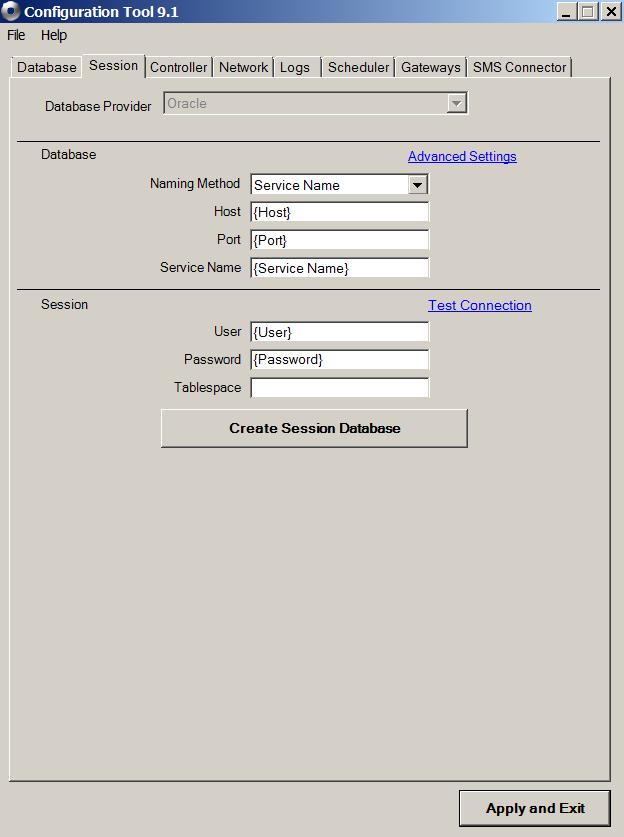 Configuration Tool 9.1
File Help
Database Session Controller Network Logs Scheduler Gateways SMS Connector
Database Provider Oracle
Database Advanced Settings
Naming Method Service Name
Host {Host}
Port {Port}
Service Name {Service Name}
Session Test Connection
User {User}
Password {Password}
Tablespace
Create Session Database
Apply and Exit